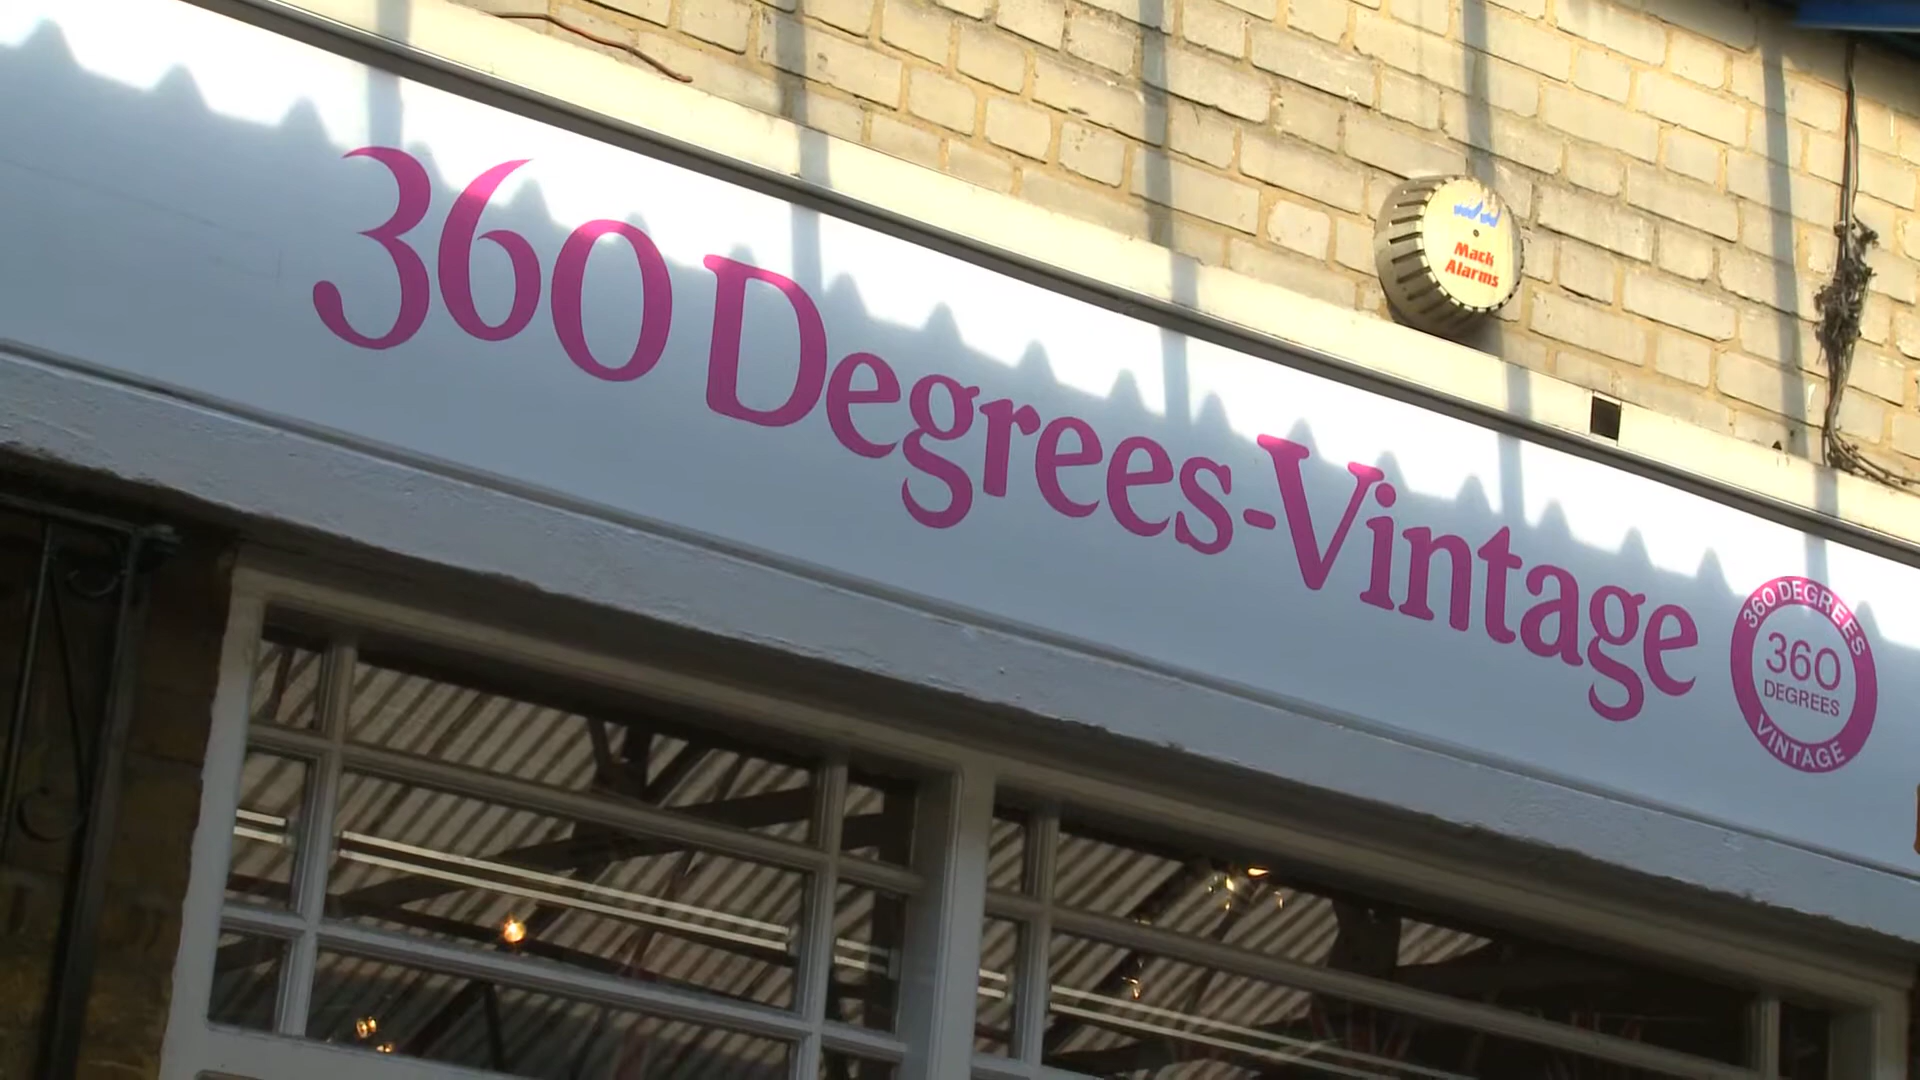 360 Degrees-Vintage
360 DEGREES
360
DEGREES
VINTAGE
Mack
Alarms